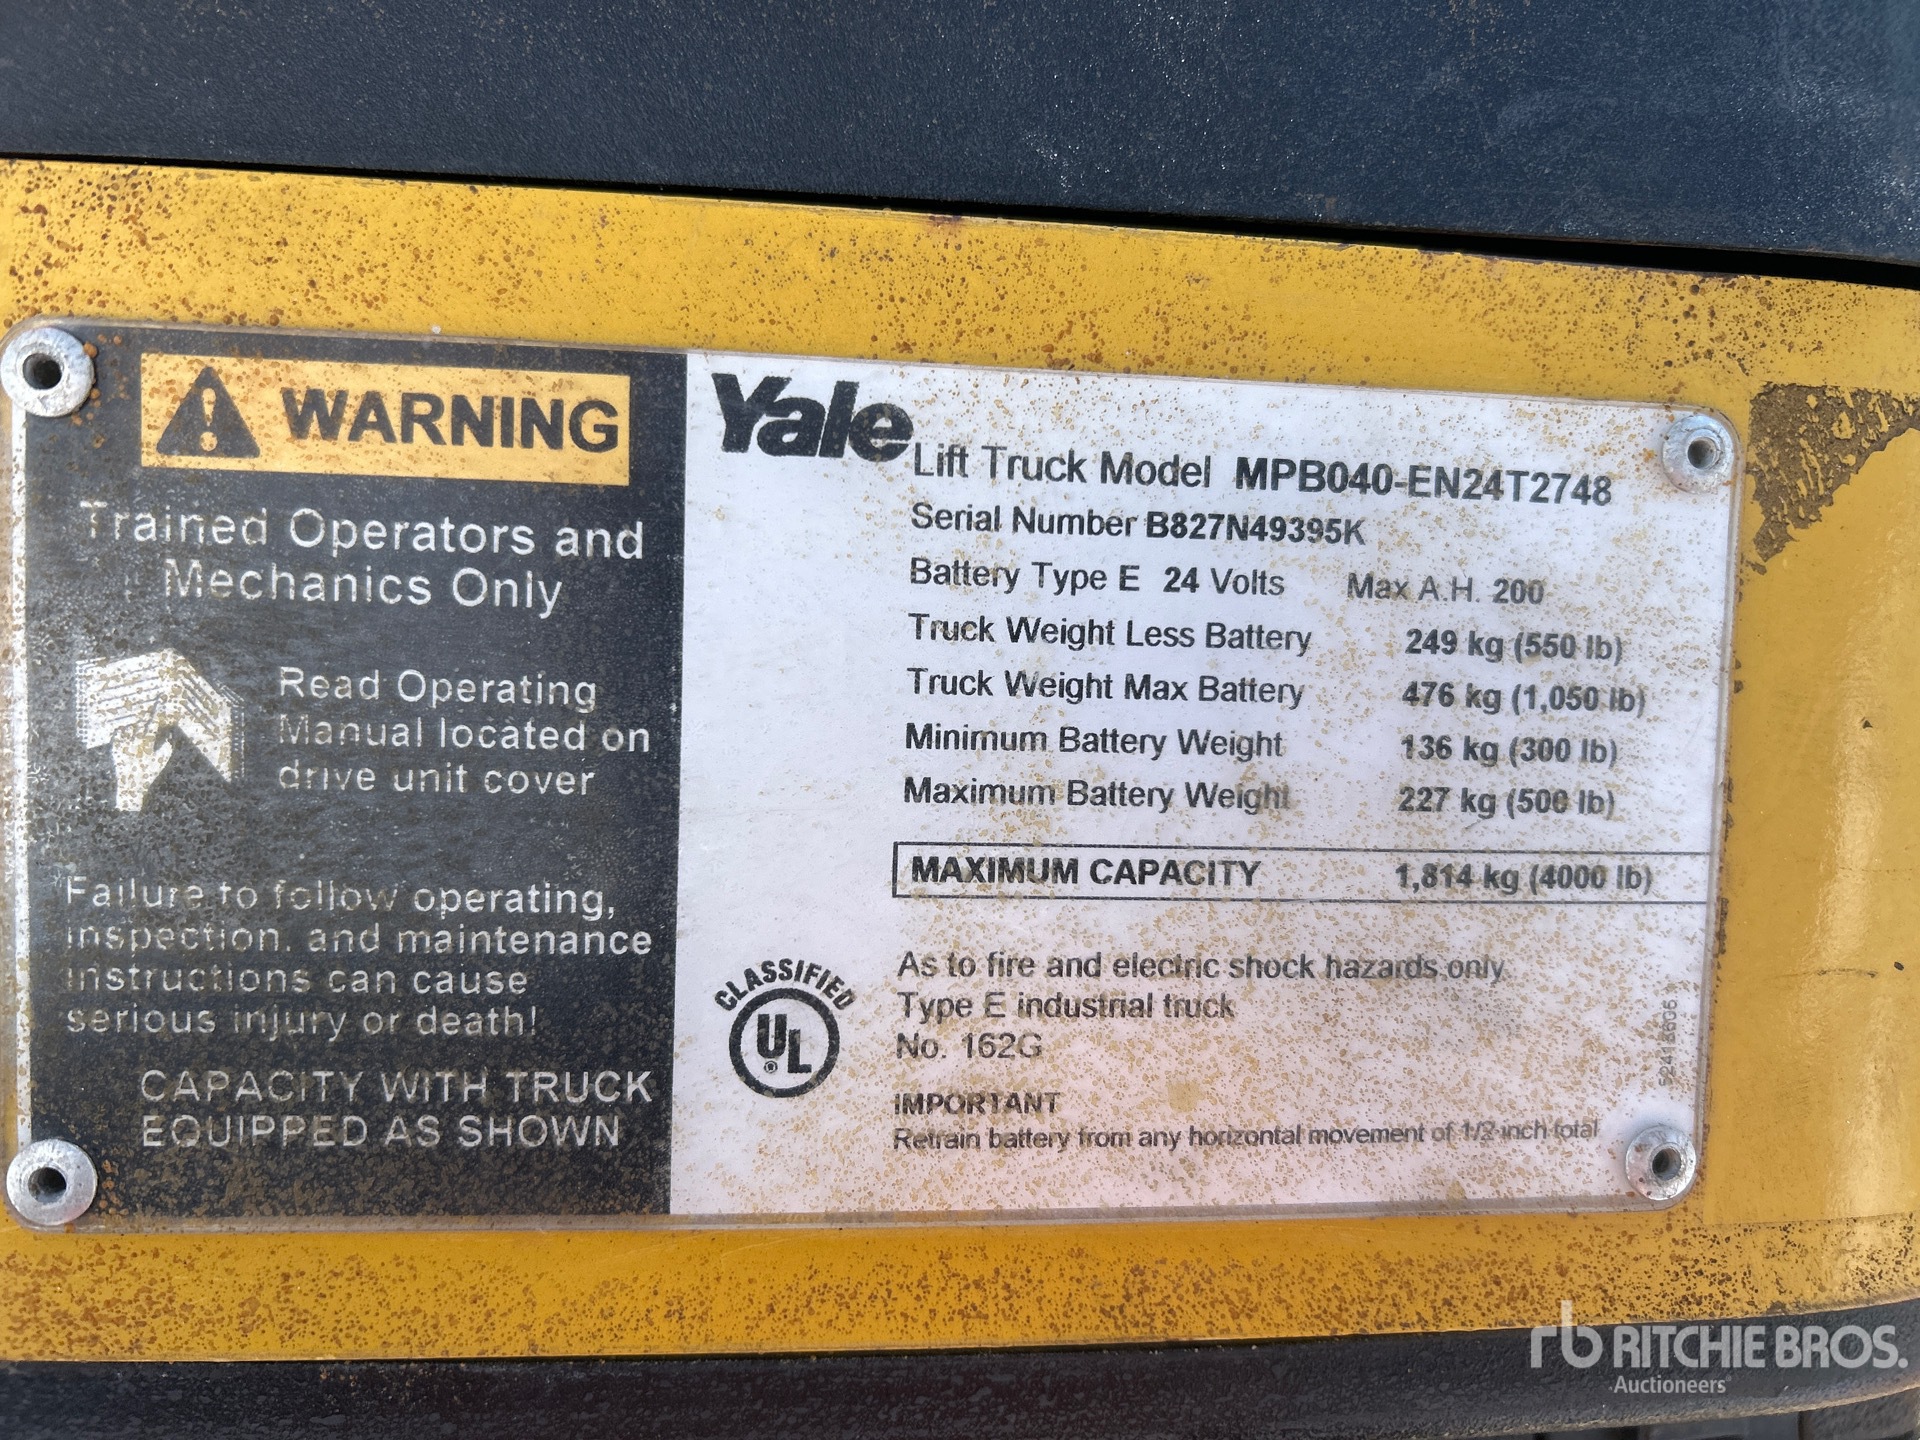 WARNING
Trained Operators and
Mechanics Only
Read Operating
Manual located on
drive unit cover
Failure to follow operating,
inspection, and maintenance
instructions can cause
serious injury or death!
CAPACITY WITH TRUCK
EQUIPPED AS SHOWN
Yale Lift Truck Model MPB040-EN24T2748
Serial Number B827N49395K
Battery Type E 24 Volts Max A.H. 200
Truck Weight Less Battery 249 kg (550 lb)
Truck Weight Max Battery 476 kg (1,050 lb)
Minimum Battery Weight 136 kg (300 lb)
Maximum Battery Weight 227 kg (500 lb)
MAXIMUM CAPACITY 1,814 kg (4000 lb)
CLASSIFIED
UL
®
As to fire and electric shock hazards only
Type E industrial truck
No. 162G
IMPORTANT
Retrain battery from any horizontal movement of 1/2 inch total
rb RITCHIE BROS.
Auctioneers